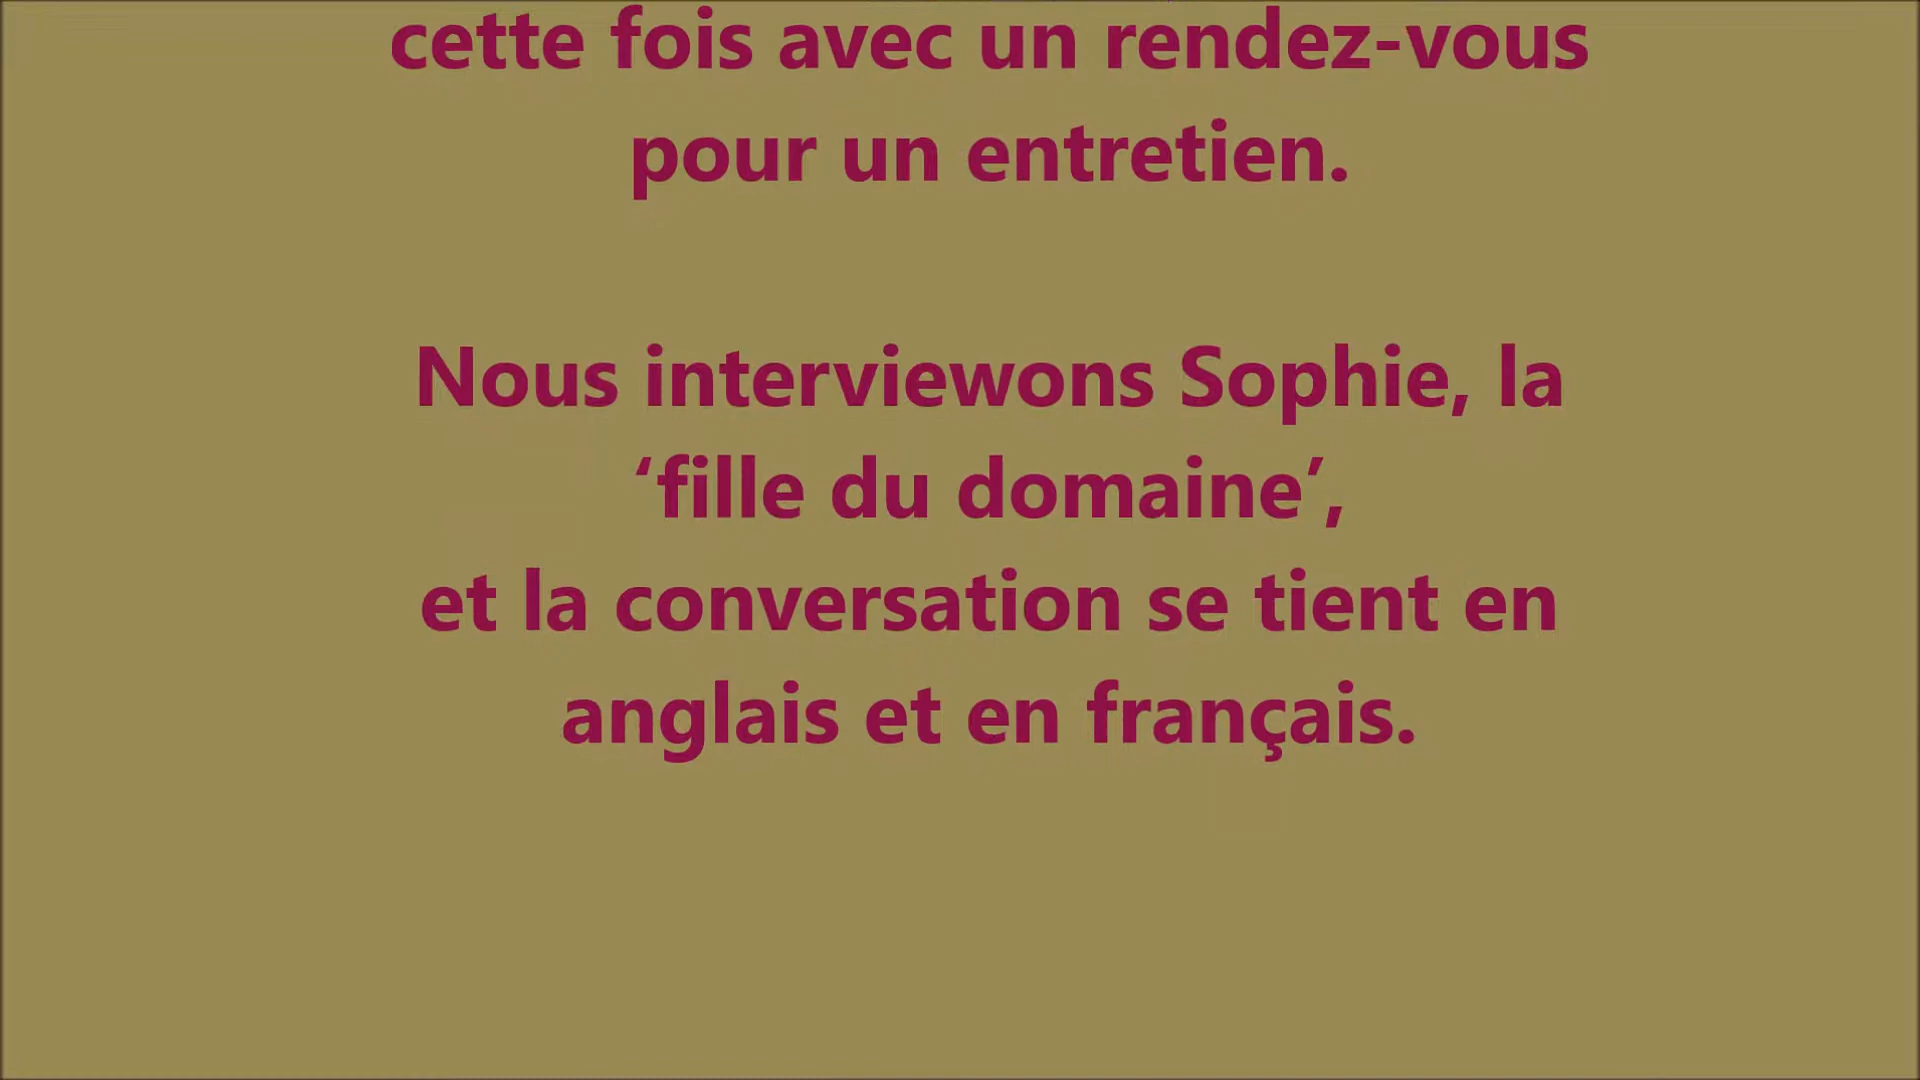 cette fois avec un rendez-vous
pour un entretien.
Nous interviewons Sophie, la
‘fille du domaine’,
et la conversation se tient en
anglais et en français.